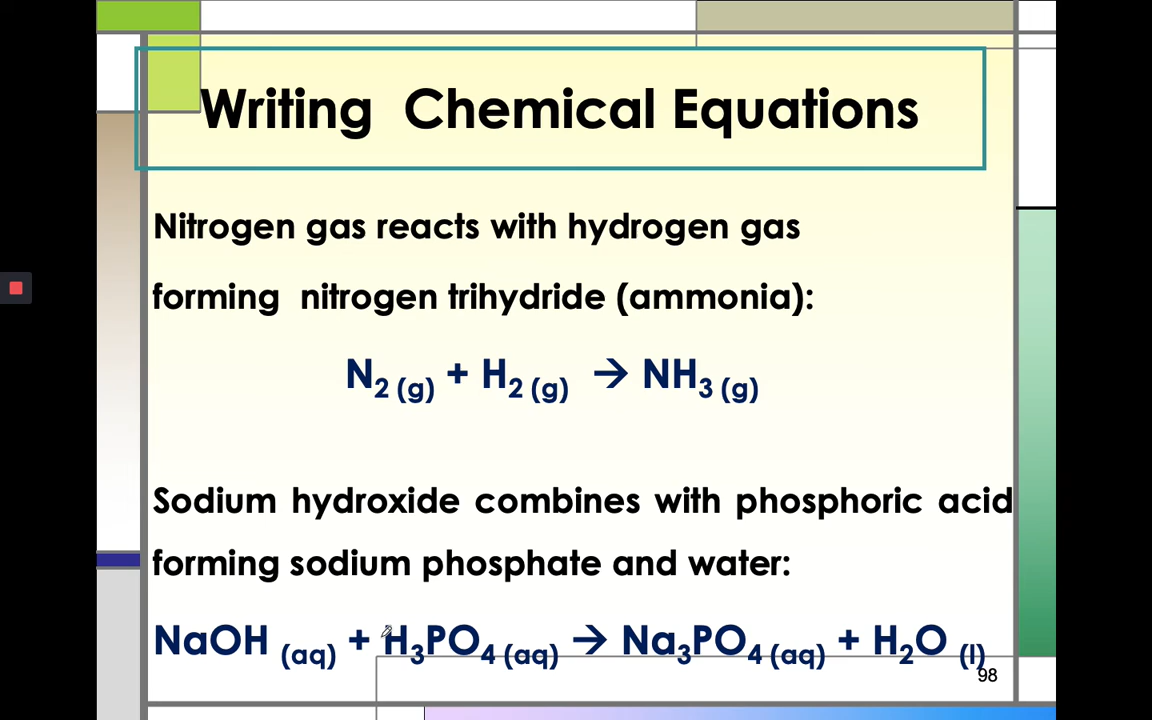 Writing Chemical Equations
Nitrogen gas reacts with hydrogen gas
forming nitrogen trihydride (ammonia):
N₂ (g) + H₂ (g) → NH₃ (g)
Sodium hydroxide combines with phosphoric acid
forming sodium phosphate and water:
NaOH (aq) + H₃PO₄ (aq) → Na₃PO₄ (aq) + H₂O (l)
98